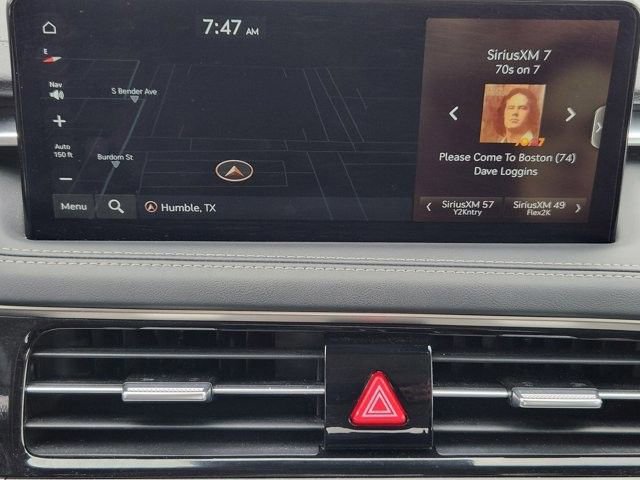 7:47 AM
E
Nav
S Bender Ave
+
Auto
150 ft
Burdom St
−
Menu
Humble, TX
SiriusXM 7
70s on 7
Please Come To Boston (74)
Dave Loggins
SiriusXM 57
Y2Kntry
SiriusXM 49
Flex2K